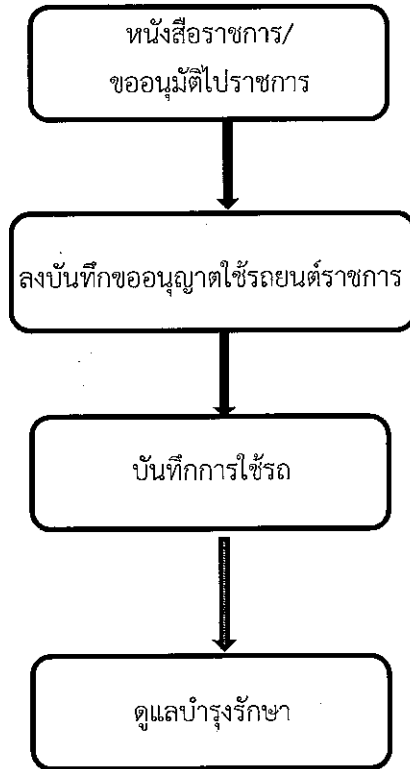 หนังสือราชการ/
ขออนุมัติไปราชการ
ลงบันทึกขออนุญาตใช้รถยนต์ราชการ
บันทึกการใช้รถ
ดูแลบำรุงรักษา